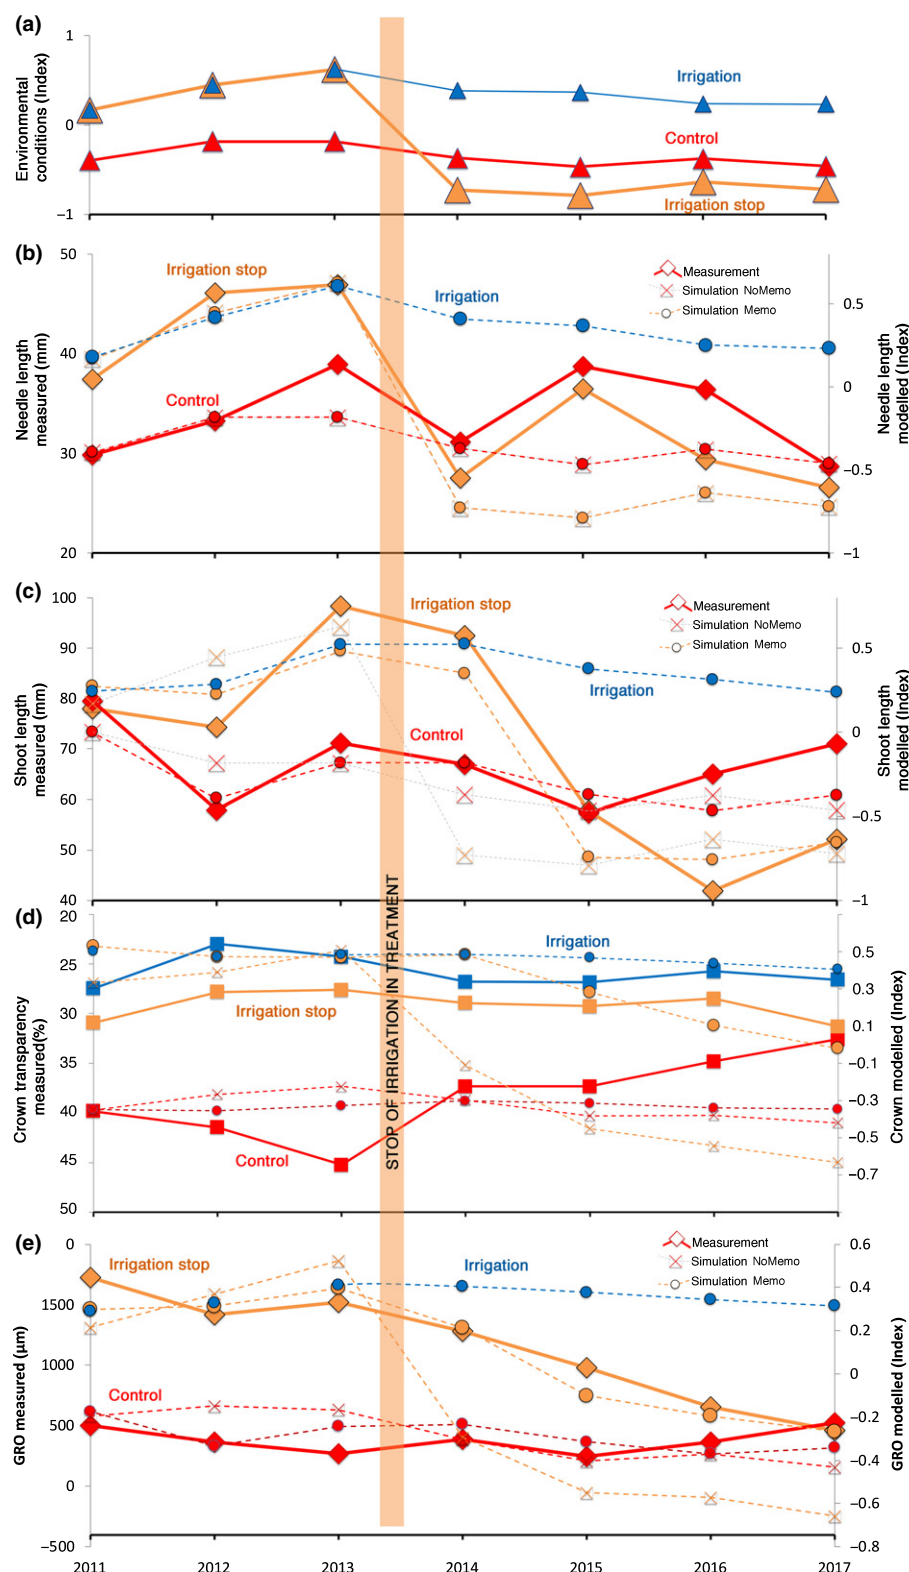 (a)
Environmental
conditions (Index)
1
0
–1
Irrigation
Control
Irrigation stop
(b)
Needle length
measured (mm)
50
40
30
20
Irrigation stop
Irrigation
Control
Measurement
Simulation NoMemo
Simulation Memo
0.5
0
–0.5
–1
Needle length
modelled (Index)
(c)
Shoot length
measured (mm)
100
90
80
70
60
50
40
Irrigation stop
Irrigation
Control
Measurement
Simulation NoMemo
Simulation Memo
0.5
0
–0.5
–1
Shoot length
modelled (Index)
STOP OF IRRIGATION IN TREATMENT
(d)
Crown transparency
measured(%)
20
25
30
35
40
45
50
Irrigation
Irrigation stop
Control
0.5
0.3
0.1
–0.1
–0.3
–0.5
–0.7
Crown modelled (Index)
(e)
GRO measured (µm)
0
1500
1000
500
0
–500
Irrigation stop
Irrigation
Control
Measurement
Simulation NoMemo
Simulation Memo
0.6
0.4
0.2
0
–0.2
–0.4
–0.6
–0.8
GRO modelled (Index)
2011 2012 2013 2014 2015 2016 2017